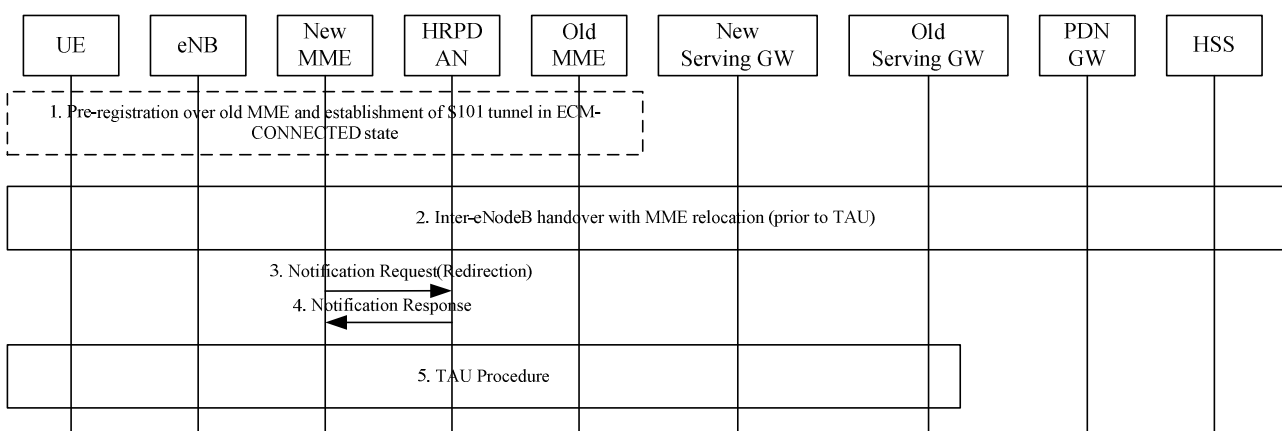 UE
eNB
New
MME
HRPD
AN
Old
MME
New
Serving GW
Old
Serving GW
PDN
GW
HSS
1. Pre-registration over old MME and establishment of S101 tunnel in ECM-
CONNECTED state
2. Inter-eNodeB handover with MME relocation (prior to TAU)
3. Notification Request(Redirection)
4. Notification Response
5. TAU Procedure